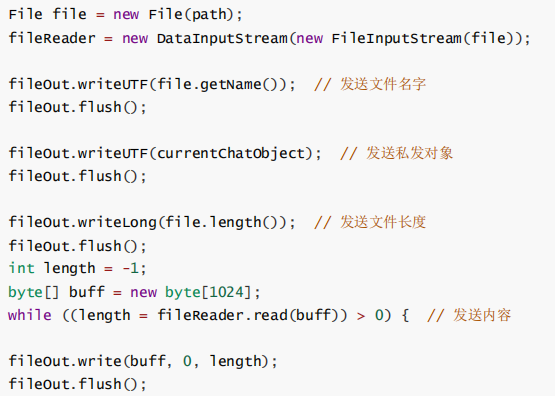 File file = new File(path);
fileReader = new DataInputStream(new FileInputStream(file));
fileOut.writeUTF(file.getName());  // 发送文件名字
fileOut.flush();
fileOut.writeUTF(currentChatObject);  // 发送私发对象
fileOut.flush();
fileOut.writeLong(file.length());  // 发送文件长度
fileOut.flush();
int length = -1;
byte[] buff = new byte[1024];
while ((length = fileReader.read(buff)) > 0) {  // 发送内容
fileOut.write(buff, 0, length);
fileOut.flush();